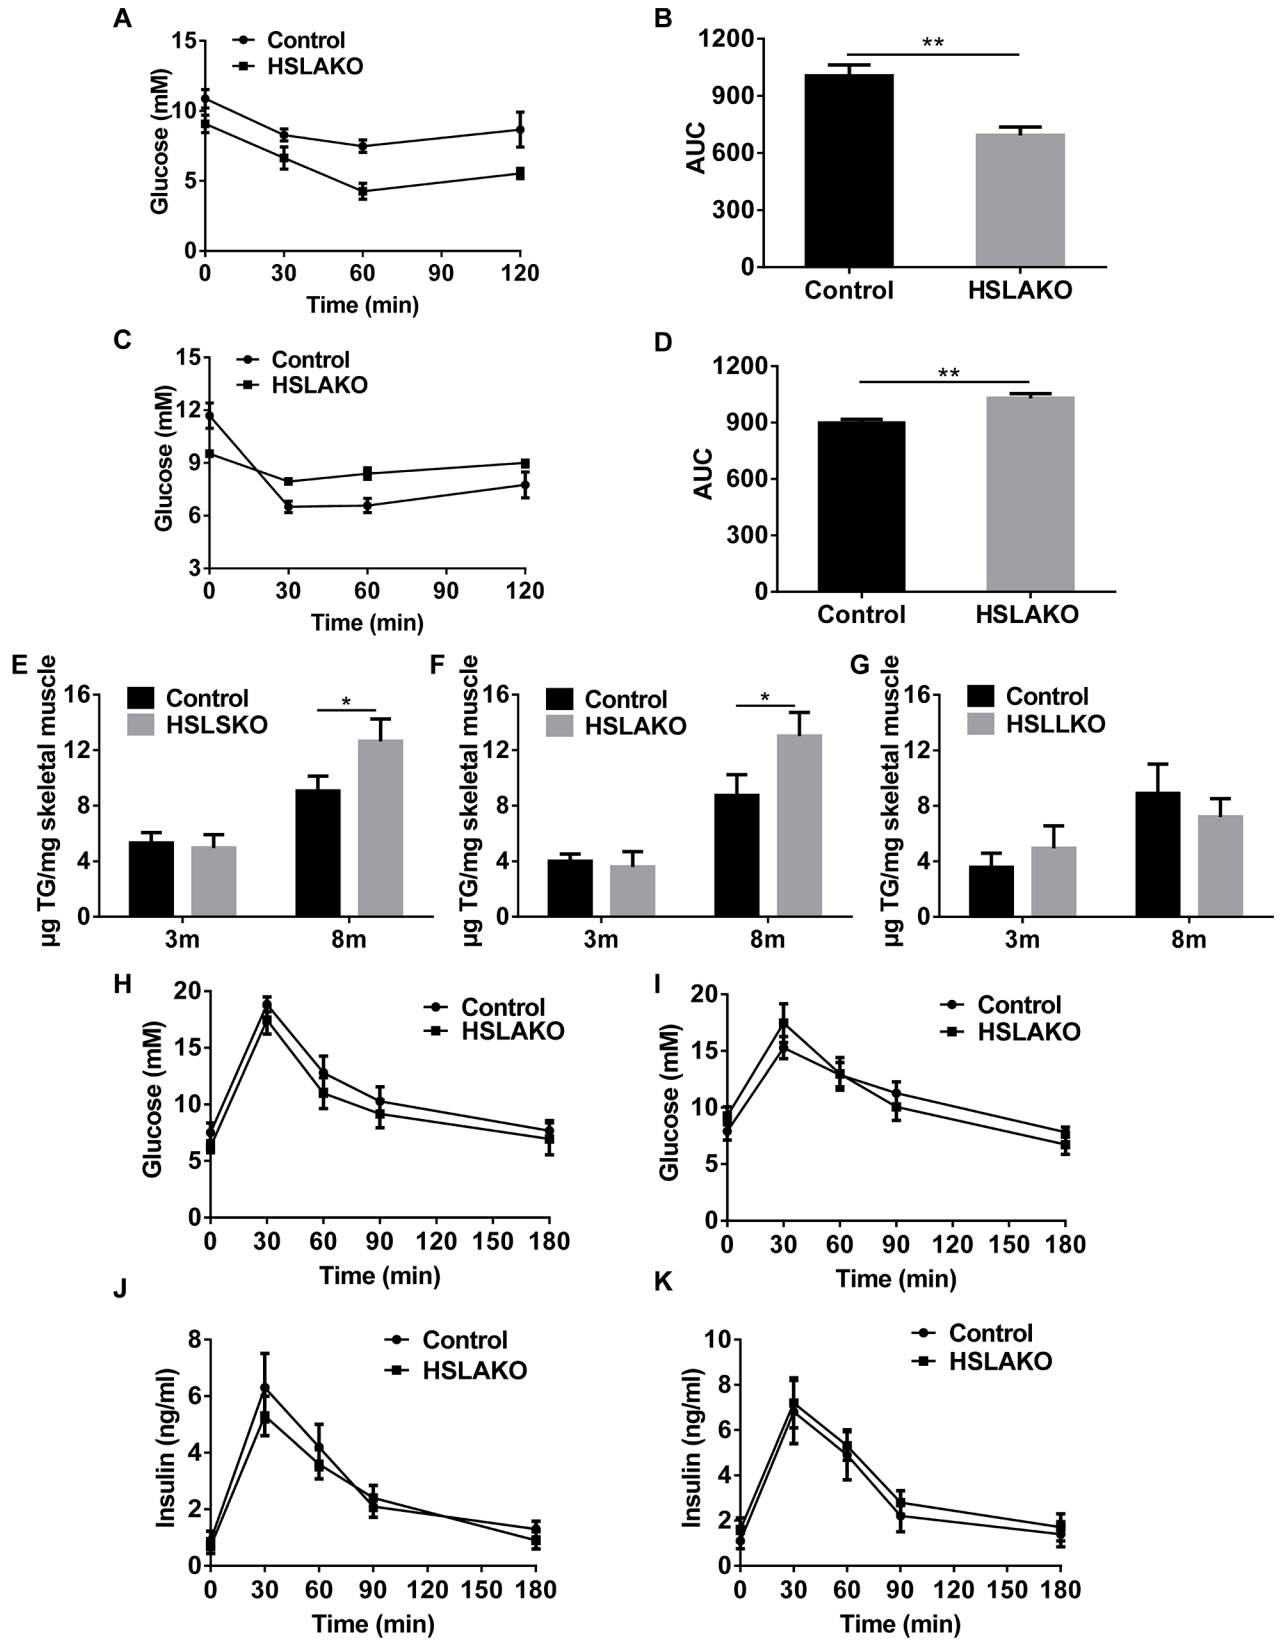 A
Glucose (mM)
15
10
5
0
0 30 60 90 120
Time (min)
Control
HSLAKO
B
AUC
1200
900
600
300
0
**
Control HSLAKO
C
Glucose (mM)
15
12
9
6
3
0 30 60 90 120
Time (min)
Control
HSLAKO
D
AUC
1200
900
600
300
0
**
Control HSLAKO
E
µg TG/mg skeletal muscle
16
12
8
4
0
Control
HSLSKO
*
3m 8m
F
µg TG/mg skeletal muscle
16
12
8
4
0
Control
HSLAKO
*
3m 8m
G
µg TG/mg skeletal muscle
16
12
8
4
0
Control
HSLLKO
3m 8m
H
Glucose (mM)
20
15
10
5
0
0 30 60 90 120 150 180
Time (min)
Control
HSLAKO
I
Glucose (mM)
20
15
10
5
0
0 30 60 90 120 150 180
Time (min)
Control
HSLAKO
J
Insulin (ng/ml)
8
6
4
2
0
0 30 60 90 120 150 180
Time (min)
Control
HSLAKO
K
Insulin (ng/ml)
10
8
6
4
2
0
0 30 60 90 120 150 180
Time (min)
Control
HSLAKO